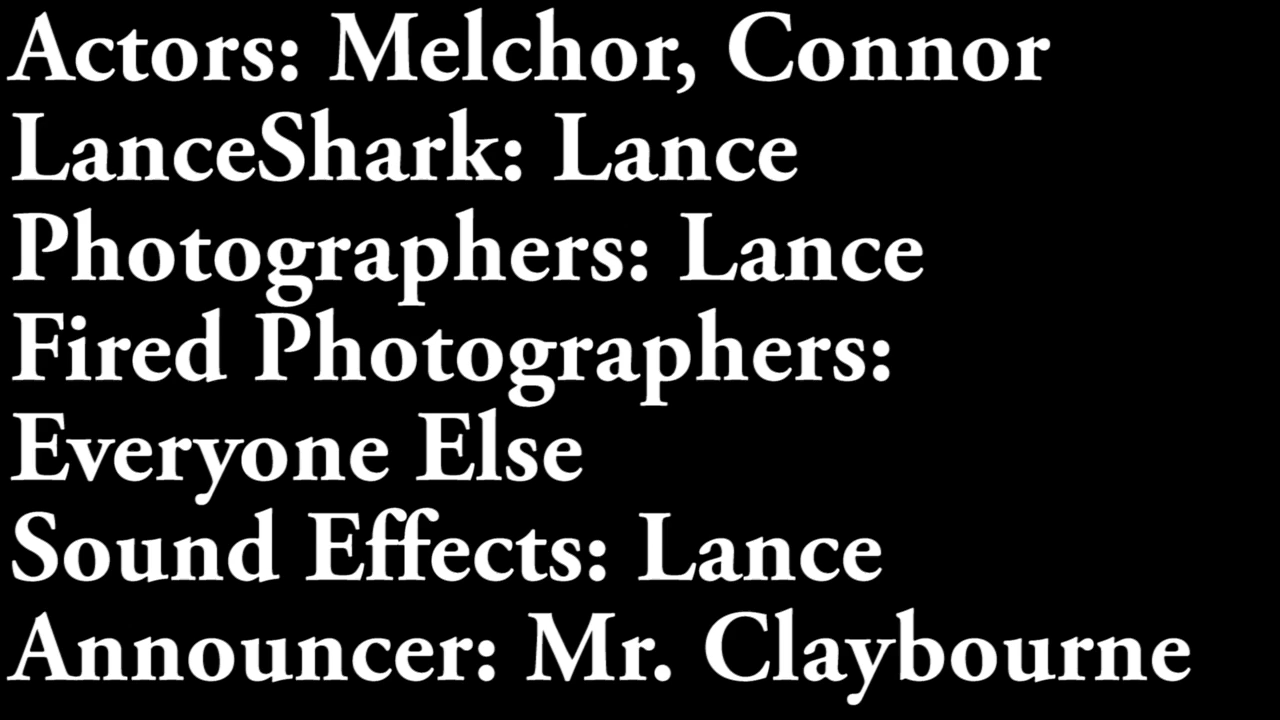 Actors: Melchor, Connor
LanceShark: Lance
Photographers: Lance
Fired Photographers:
Everyone Else
Sound Effects: Lance
Announcer: Mr. Claybourne